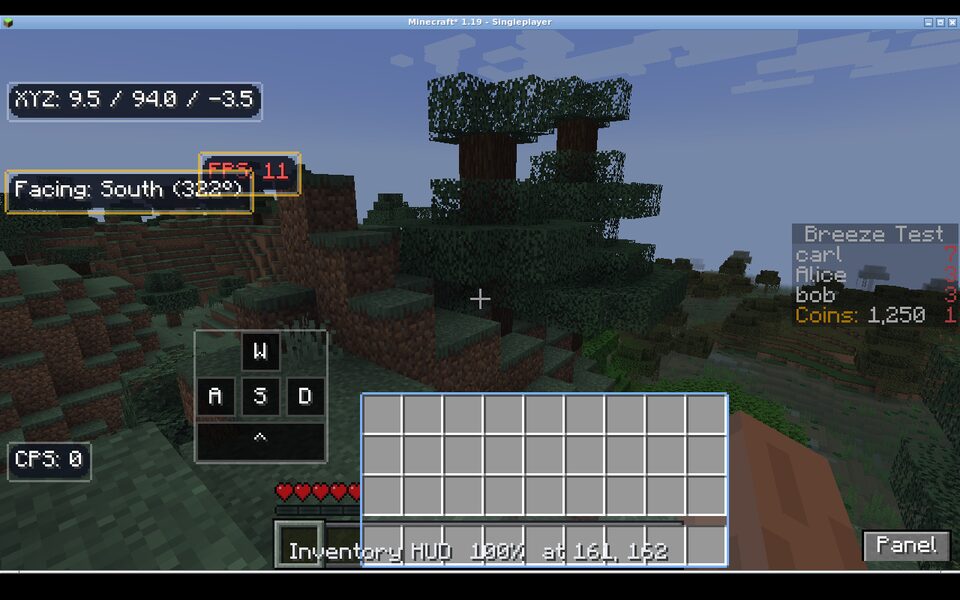 Minecraft* 1.19 - Singleplayer
XYZ: 9.5 / 94.0 / -3.5
FPS: 11
Facing: South (322º)
Breeze Test
carl 7
Alice 3
bob 3
Coins: 1,250 1
W
A S D
^
CPS: 0
Inventory HUD 100% at 161, 162
Panel